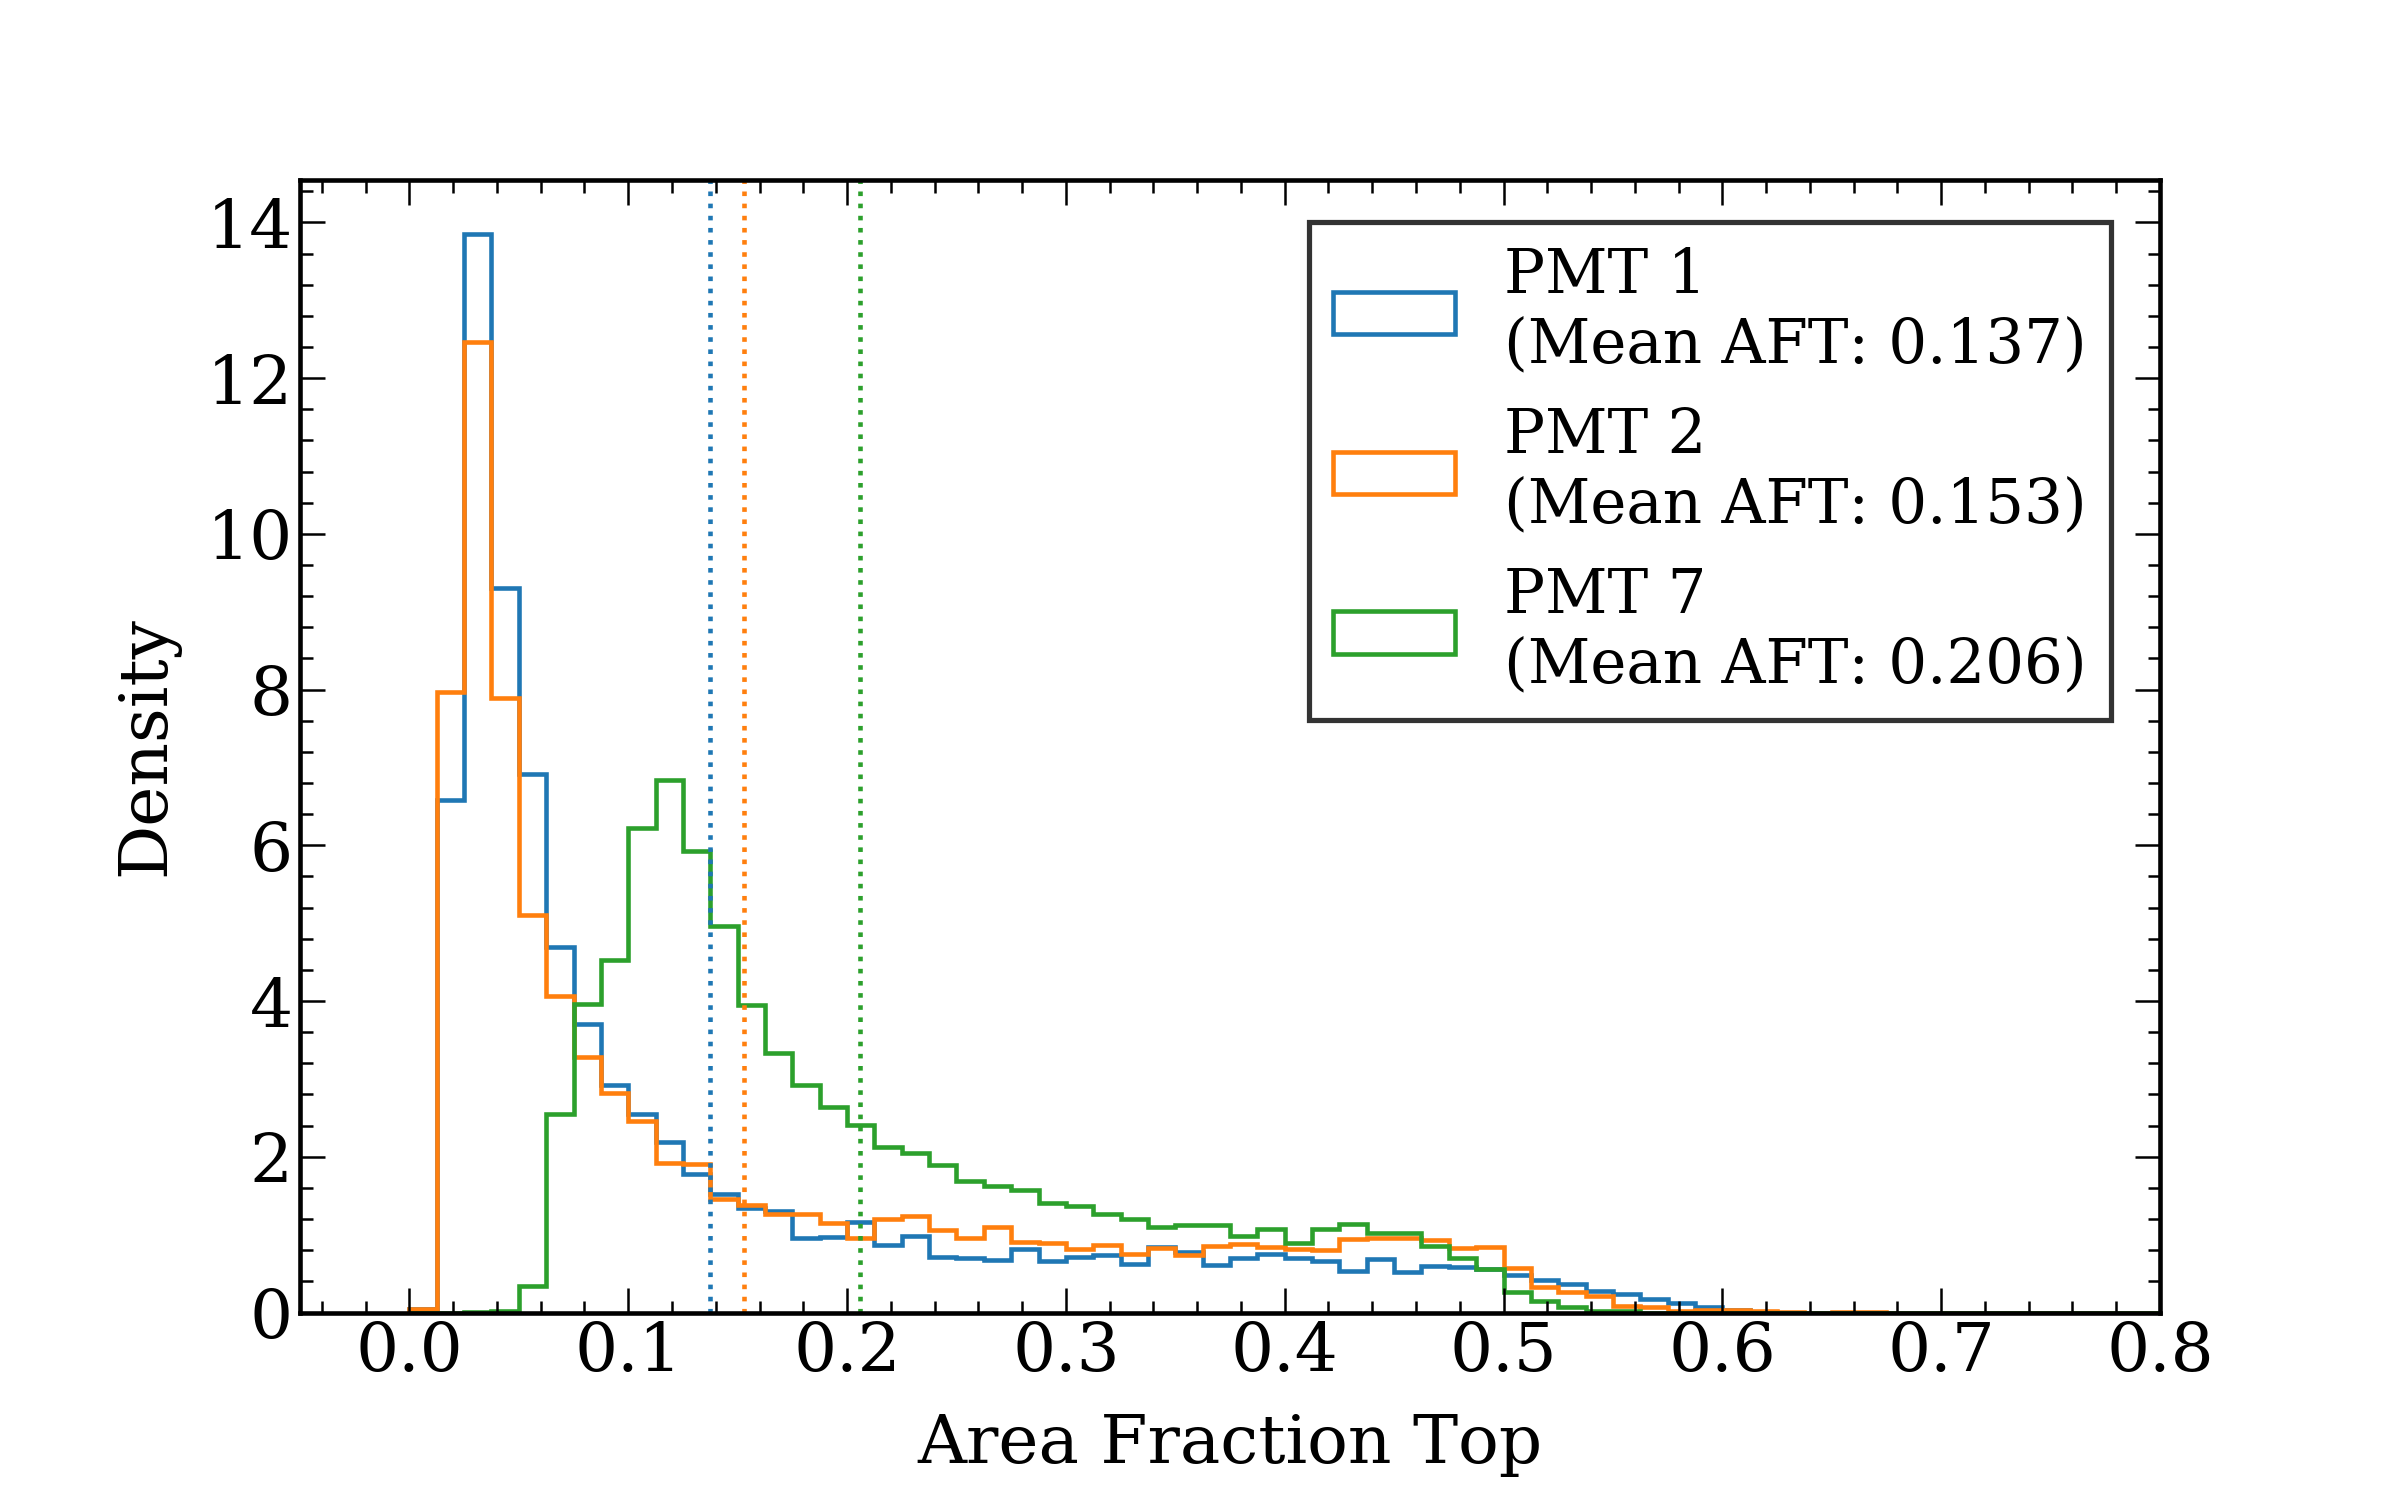 14
12
10
8
6
4
2
0
Density
0.0 0.1 0.2 0.3 0.4 0.5 0.6 0.7 0.8
Area Fraction Top
PMT 1
(Mean AFT: 0.137)
PMT 2
(Mean AFT: 0.153)
PMT 7
(Mean AFT: 0.206)